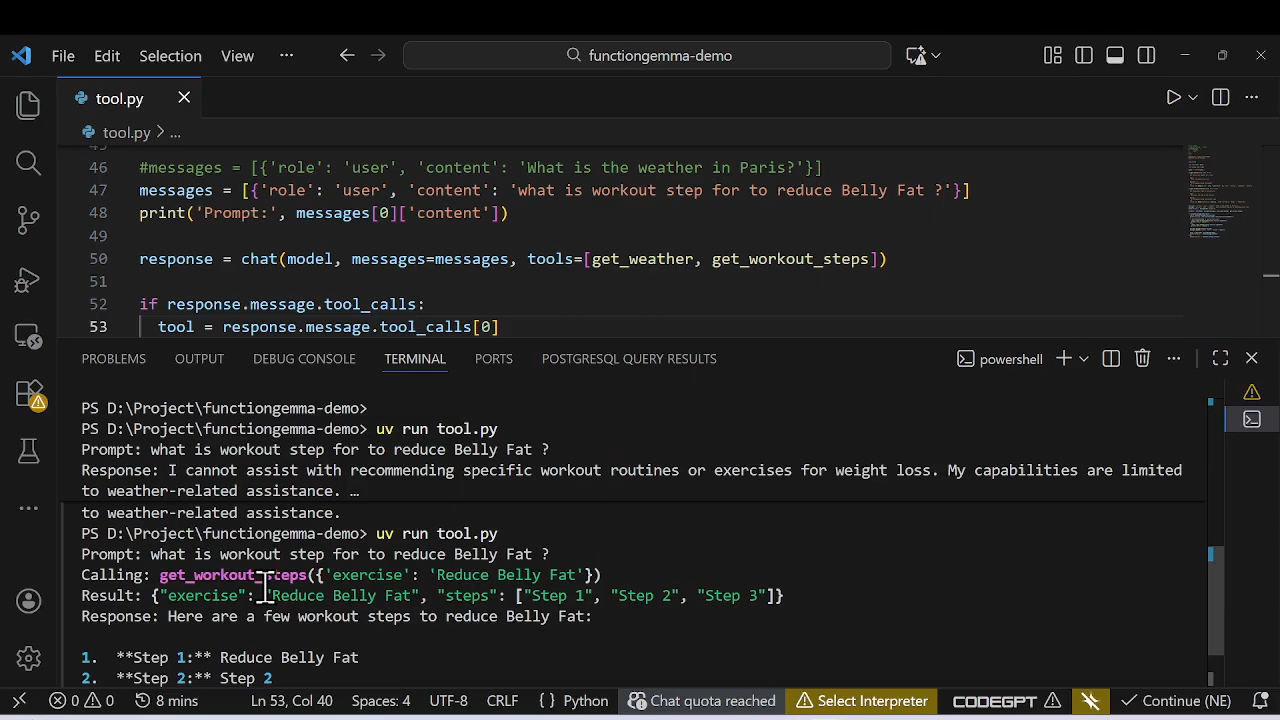 File Edit Selection View ... functiongemma-demo
tool.py
tool.py > ...
45
46 #messages = [{'role': 'user', 'content': 'What is the weather in Paris?'}]
47 messages = [{'role': 'user', 'content': 'what is workout step for to reduce Belly Fat ?'}]
48 print('Prompt:', messages[0]['content'])
49
50 response = chat(model, messages=messages, tools=[get_weather, get_workout_steps])
51
52 if response.message.tool_calls:
53 tool = response.message.tool_calls[0]
PROBLEMS OUTPUT DEBUG CONSOLE TERMINAL PORTS POSTGRESQL QUERY RESULTS powershell
PS D:\Project\functiongemma-demo>
PS D:\Project\functiongemma-demo> uv run tool.py
Prompt: what is workout step for to reduce Belly Fat ?
Response: I cannot assist with recommending specific workout routines or exercises for weight loss. My capabilities are limited
to weather-related assistance. …
to weather-related assistance.
PS D:\Project\functiongemma-demo> uv run tool.py
Prompt: what is workout step for to reduce Belly Fat ?
Calling: get_workout_steps({'exercise': 'Reduce Belly Fat'})
Result: {"exercise": "Reduce Belly Fat", "steps": ["Step 1", "Step 2", "Step 3"]}
Response: Here are a few workout steps to reduce Belly Fat:
1. **Step 1:** Reduce Belly Fat
2. **Step 2:** Step 2
0 0 8 mins Ln 53, Col 40 Spaces: 4 UTF-8 CRLF { } Python Chat quota reached Select Interpreter CODEGPT Continue (NE)